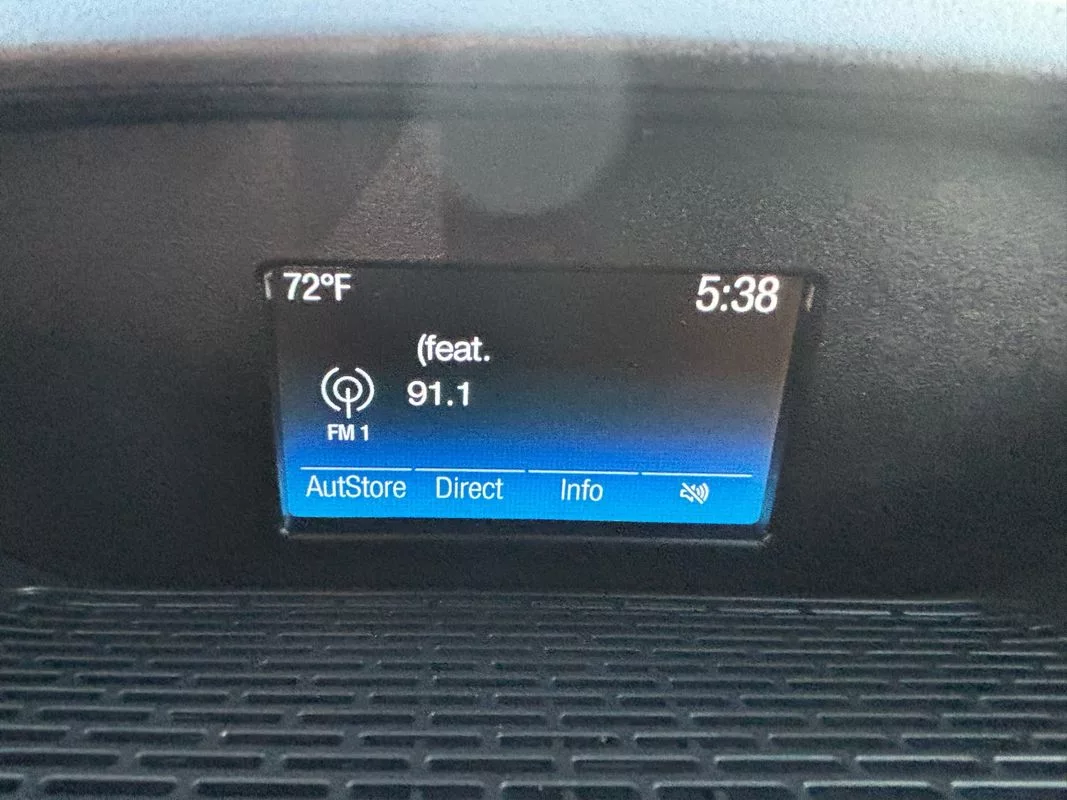 72°F 5:38
(feat.
91.1
FM 1
AutStore Direct Info